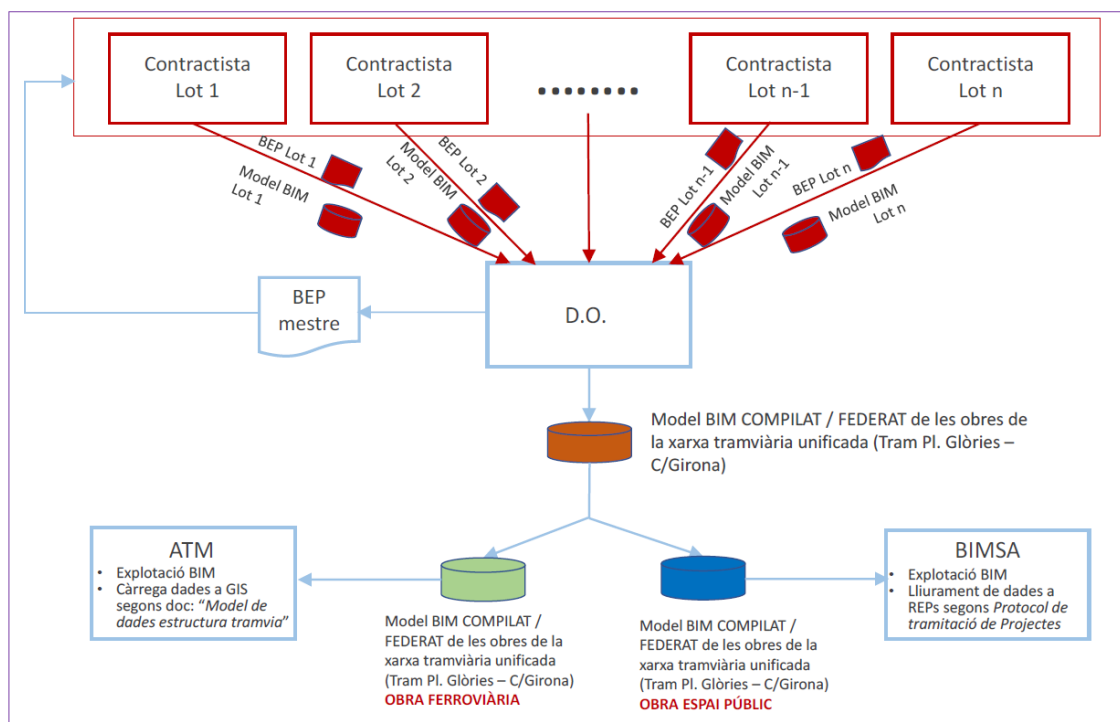 Contractista
Lot 1
Contractista
Lot 2
........
Contractista
Lot n-1
Contractista
Lot n
BEP Lot 1
Model BIM
Lot 1
BEP Lot 2
Model BIM
Lot 2
BEP Lot n-1
Model BIM
Lot n-1
BEP Lot n
Model BIM
Lot n
BEP
mestre
D.O.
Model BIM COMPILAT / FEDERAT de les obres de
la xarxa tramviària unificada (Tram Pl. Glòries –
C/Girona)
ATM
• Explotació BIM
• Càrrega dades a GIS
segons doc: “Model de
dades estructura tramvia”
BIMSA
• Explotació BIM
• Lliurament de dades a
REPs segons Protocol de
tramitació de Projectes
Model BIM COMPILAT /
FEDERAT de les obres de la
xarxa tramviària unificada
(Tram Pl. Glòries – C/Girona)
OBRA FERROVIÀRIA
Model BIM COMPILAT /
FEDERAT de les obres de la
xarxa tramviària unificada
(Tram Pl. Glòries – C/Girona)
OBRA ESPAI PÚBLIC